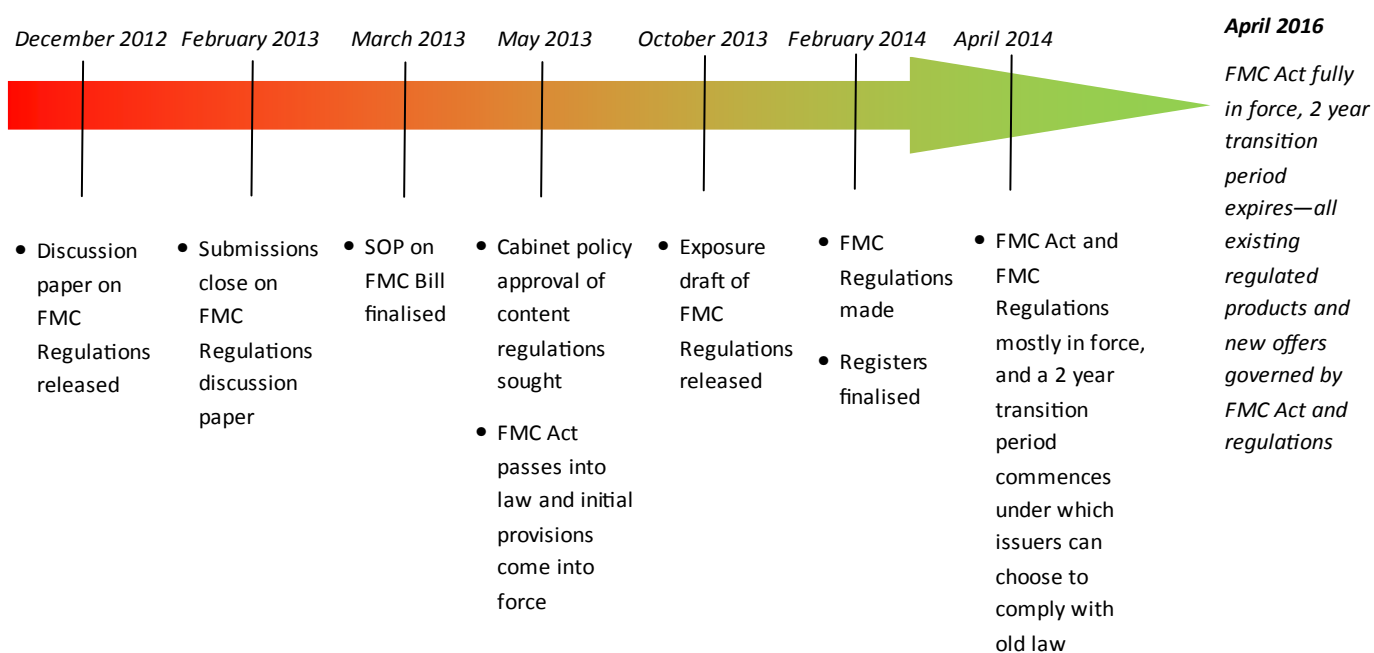 December 2012
February 2013
March 2013
May 2013
October 2013
February 2014
April 2014
April 2016
FMC Act fully
in force, 2 year
transition
period
expires—all
existing
regulated
products and
new offers
governed by
FMC Act and
regulations
• Discussion
paper on
FMC
Regulations
released
• Submissions
close on
FMC
Regulations
discussion
paper
• SOP on
FMC Bill
finalised
• Cabinet policy
approval of
content
regulations
sought
• FMC Act
passes into
law and initial
provisions
come into
force
• Exposure
draft of
FMC
Regulations
released
• FMC
Regulations
made
• Registers
finalised
• FMC Act and
FMC
Regulations
mostly in force,
and a 2 year
transition
period
commences
under which
issuers can
choose to
comply with
old law